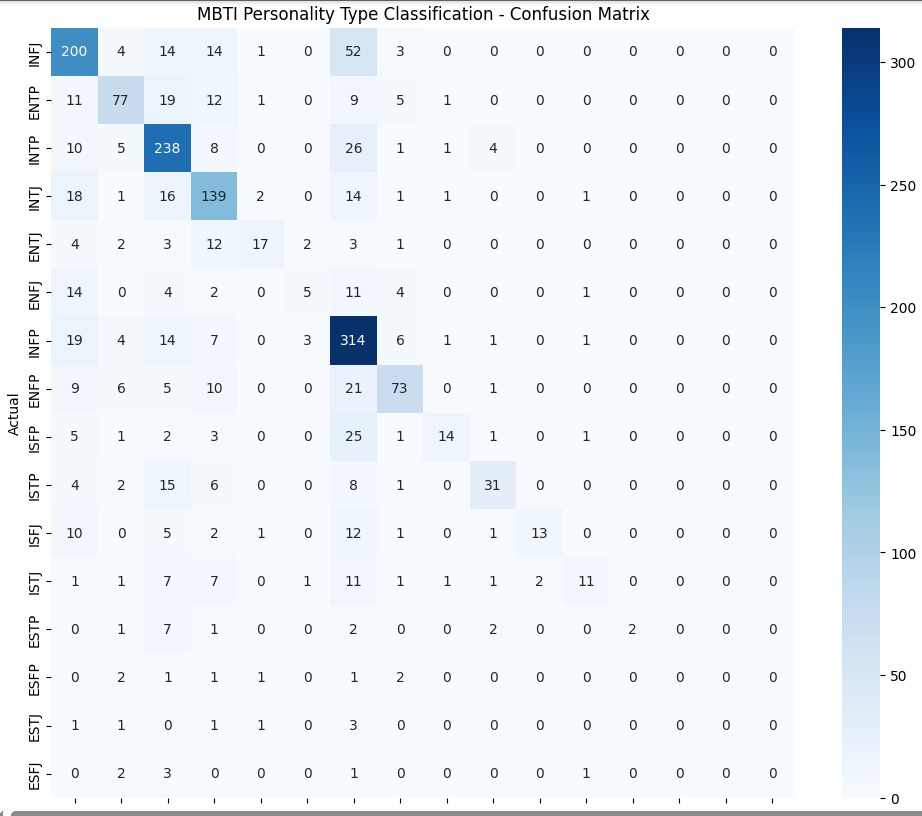 MBTI Personality Type Classification - Confusion Matrix
INFJ 200 4 14 14 1 0 52 3 0 0 0 0 0 0 0 0
ENTP 11 77 19 12 1 0 9 5 1 0 0 0 0 0 0 0
INTP 10 5 238 8 0 0 26 1 1 4 0 0 0 0 0 0
INTJ 18 1 16 139 2 0 14 1 1 0 0 1 0 0 0 0
ENTJ 4 2 3 12 17 2 3 1 0 0 0 0 0 0 0 0
ENFJ 14 0 4 2 0 5 11 4 0 0 0 1 0 0 0 0
INFP 19 4 14 7 0 3 314 6 1 1 0 1 0 0 0 0
ENFP 9 6 5 10 0 0 21 73 0 1 0 0 0 0 0 0
Actual
ISFP 5 1 2 3 0 0 25 1 14 1 0 1 0 0 0 0
ISTP 4 2 15 6 0 0 8 1 0 31 0 0 0 0 0 0
ISFJ 10 0 5 2 1 0 12 1 0 1 13 0 0 0 0 0
ISTJ 1 1 7 7 0 1 11 1 1 1 2 11 0 0 0 0
ESTP 0 1 7 1 0 0 2 0 0 2 0 0 2 0 0 0
ESFP 0 2 1 1 1 0 1 2 0 0 0 0 0 0 0 0
ESTJ 1 1 0 1 1 0 3 0 0 0 0 0 0 0 0 0
ESFJ 0 2 3 0 0 0 1 0 0 0 0 1 0 0 0 0
300
250
200
150
100
50
0